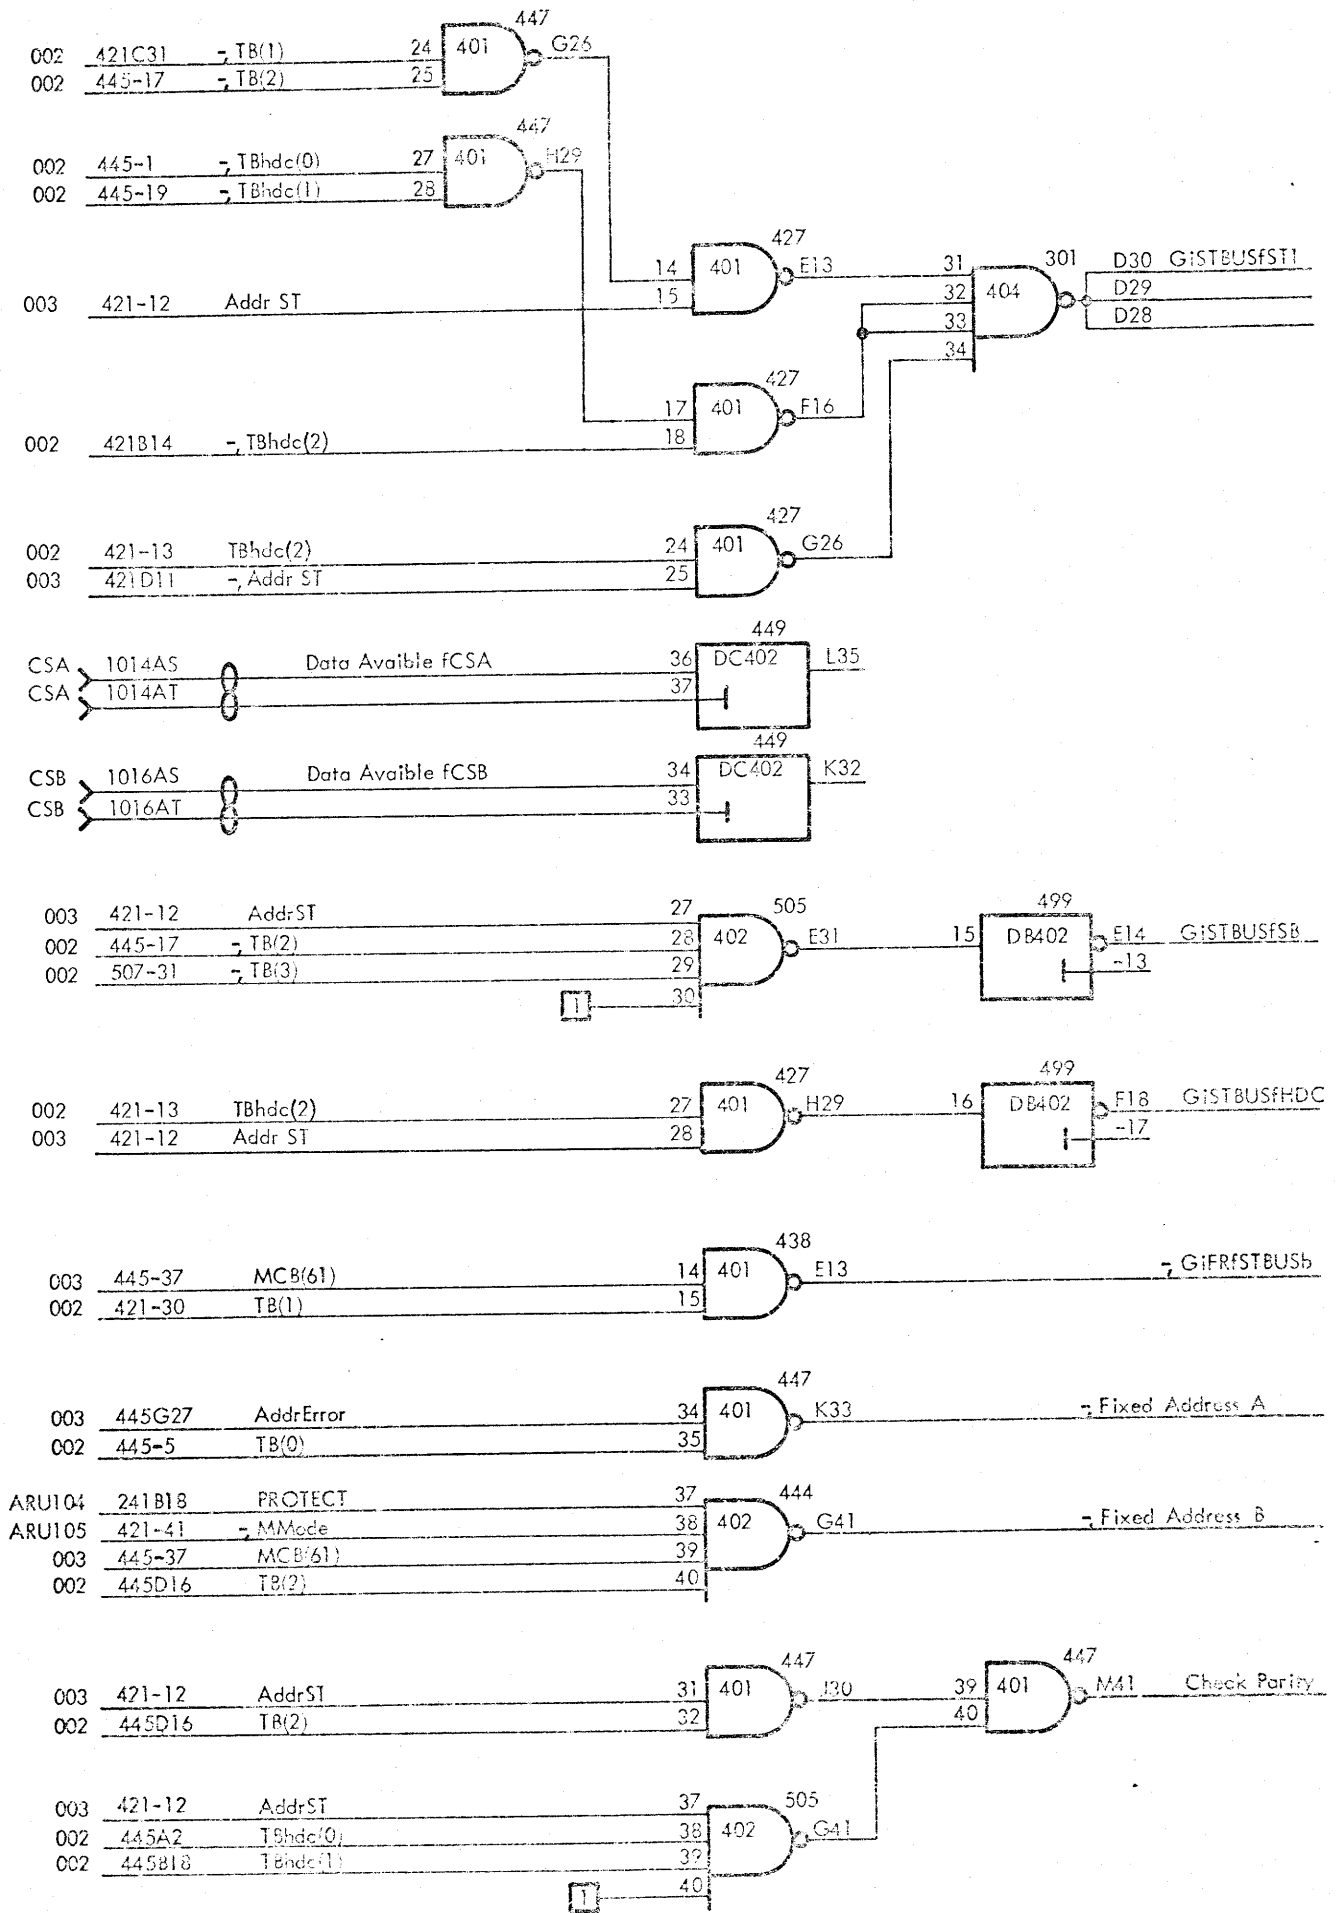 447
002 421C31 -, TB(1) 24 401 G26
002 445-17 -, TB(2) 25
447
002 445-1 -, TBhdc(0) 27 401 H29
002 445-19 -, TBhdc(1) 28
427
14 401 E13 31 301 D30 GiSTBUSfST1
003 421-12 Addr ST 15 32 404 D29
33 D28
34
427
17 401 F16
002 421B14 -, TBhdc(2) 18
427
002 421-13 TBhdc(2) 24 401 G26
003 421D11 -, Addr ST 25
449
CSA 1014AS Data Avaible fCSA 36 DC402 L35
CSA 1014AT 37
449
CSB 1016AS Data Avaible fCSB 34 DC402 K32
CSB 1016AT 33
505 499
003 421-12 AddrST 27
002 445-17 -, TB(2) 28 402 E31 15 DB402 E14 GiSTBUSfSB
002 507-31 -, TB(3) 29 -13
1 30
427 499
002 421-13 TBhdc(2) 27 401 H29 16 DB402 F18 GiSTBUSfHDC
003 421-12 Addr ST 28 -17
438
003 445-37 MCB(61) 14 401 E13 -, GiFRfSTBUSb
002 421-30 TB(1) 15
447
003 445G27 AddrError 34 401 K33 -, Fixed Address A
002 445-5 TB(0) 35
444
ARU104 241B18 PROTECT 37
ARU105 421-41 -, MMode 38 402 G41 -, Fixed Address B
003 445-37 MCB(61) 39
002 445D16 TB(2) 40
447 447
003 421-12 AddrST 31 401 J30 39 401 M41 Check Parity
002 445D16 TB(2) 32 40
505
003 421-12 AddrST 37
002 445A2 TBhdc(0) 38 402 G41
002 445B18 TBhdc(1) 39
1 40